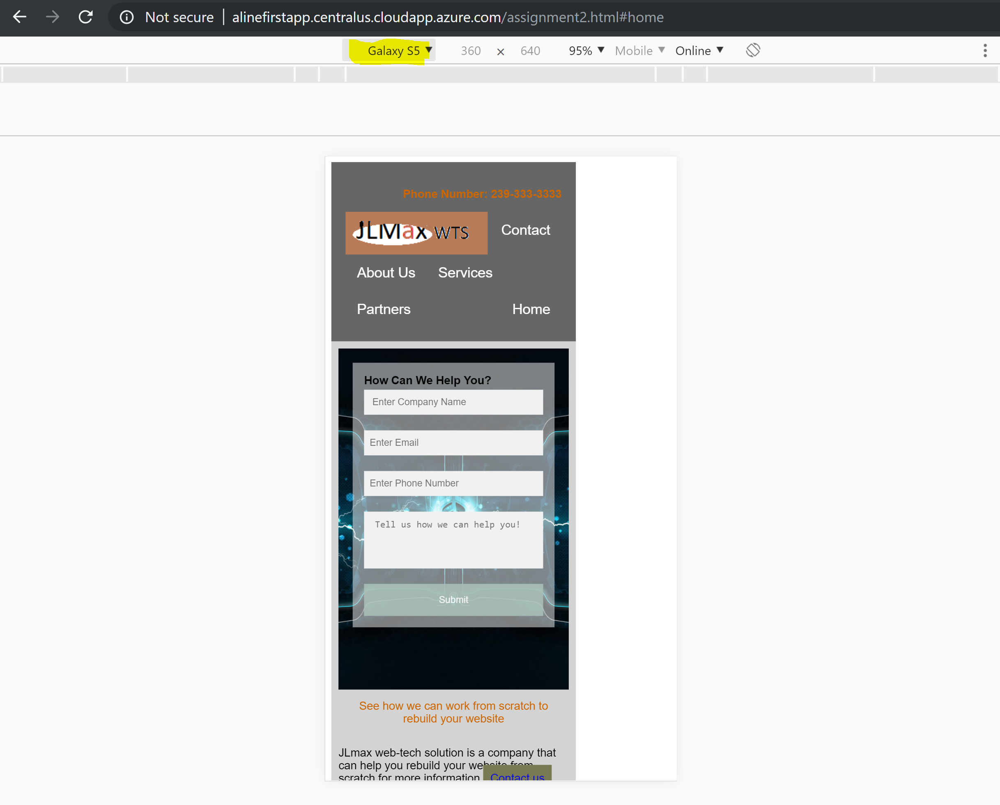 Not secure | alinefirstapp.centralus.cloudapp.azure.com/assignment2.html#home
Galaxy S5 ▼ 360 × 640 95% ▼ Mobile ▼ Online ▼
Phone Number: 239-333-3333
JLMax WTS
Contact
About Us Services
Partners Home
How Can We Help You?
Enter Company Name
Enter Email
Enter Phone Number
Tell us how we can help you!
Submit
See how we can work from scratch to
rebuild your website
JLmax web-tech solution is a company that
can help you rebuild your website from
scratch for more information Contact us